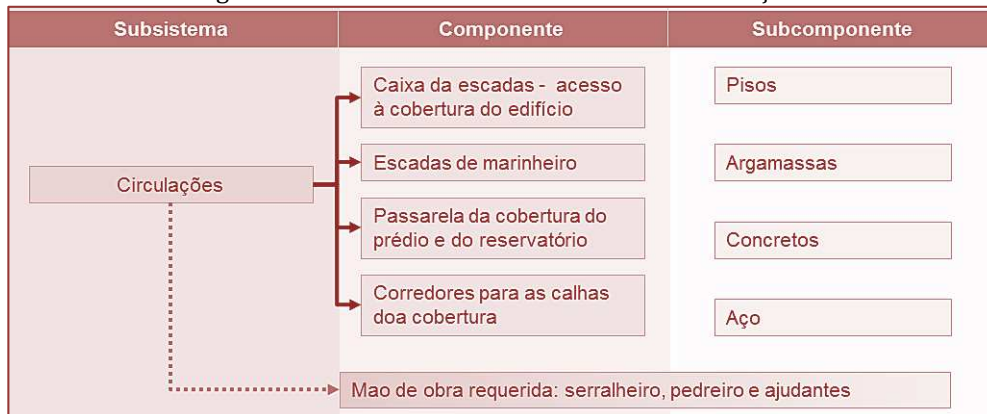 Subsistema
Componente
Subcomponente
Circulações
Caixa da escadas - acesso
à cobertura do edifício
Escadas de marinheiro
Passarela da cobertura do
prédio e do reservatório
Corredores para as calhas
doa cobertura
Pisos
Argamassas
Concretos
Aço
Mao de obra requerida: serralheiro, pedreiro e ajudantes